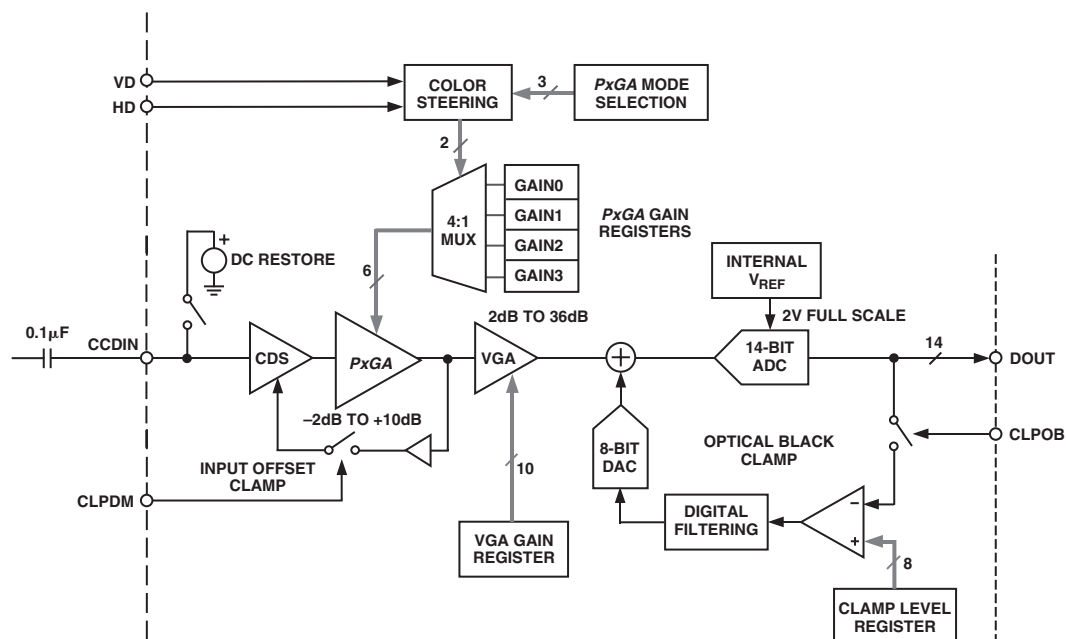 VD
HD
COLOR
STEERING
3
PxGA MODE
SELECTION
2
4:1
MUX
GAIN0
GAIN1
GAIN2
GAIN3
PxGA GAIN
REGISTERS
+
DC RESTORE
6
INTERNAL
VREF
2dB TO 36dB
2V FULL SCALE
0.1μF
CCDIN
CDS
PxGA
VGA
+
14-BIT
ADC
14
DOUT
–2dB TO +10dB
8-BIT
DAC
OPTICAL BLACK
CLAMP
CLPOB
INPUT OFFSET
CLAMP
10
CLPDM
VGA GAIN
REGISTER
DIGITAL
FILTERING
–
+
8
CLAMP LEVEL
REGISTER